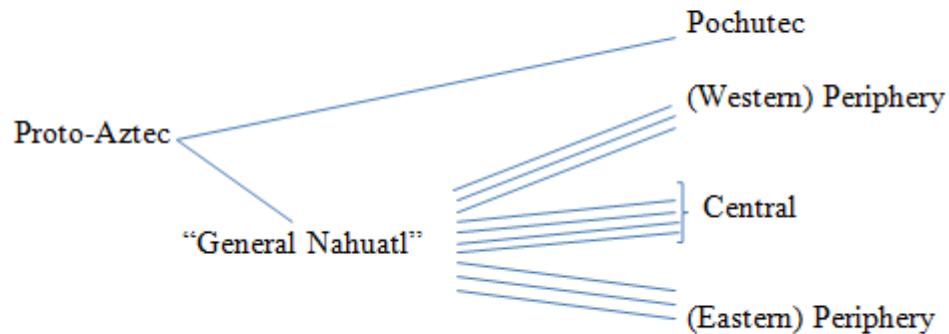 Pochutec
(Western) Periphery
Proto-Aztec
Central
“General Nahuatl”
(Eastern) Periphery